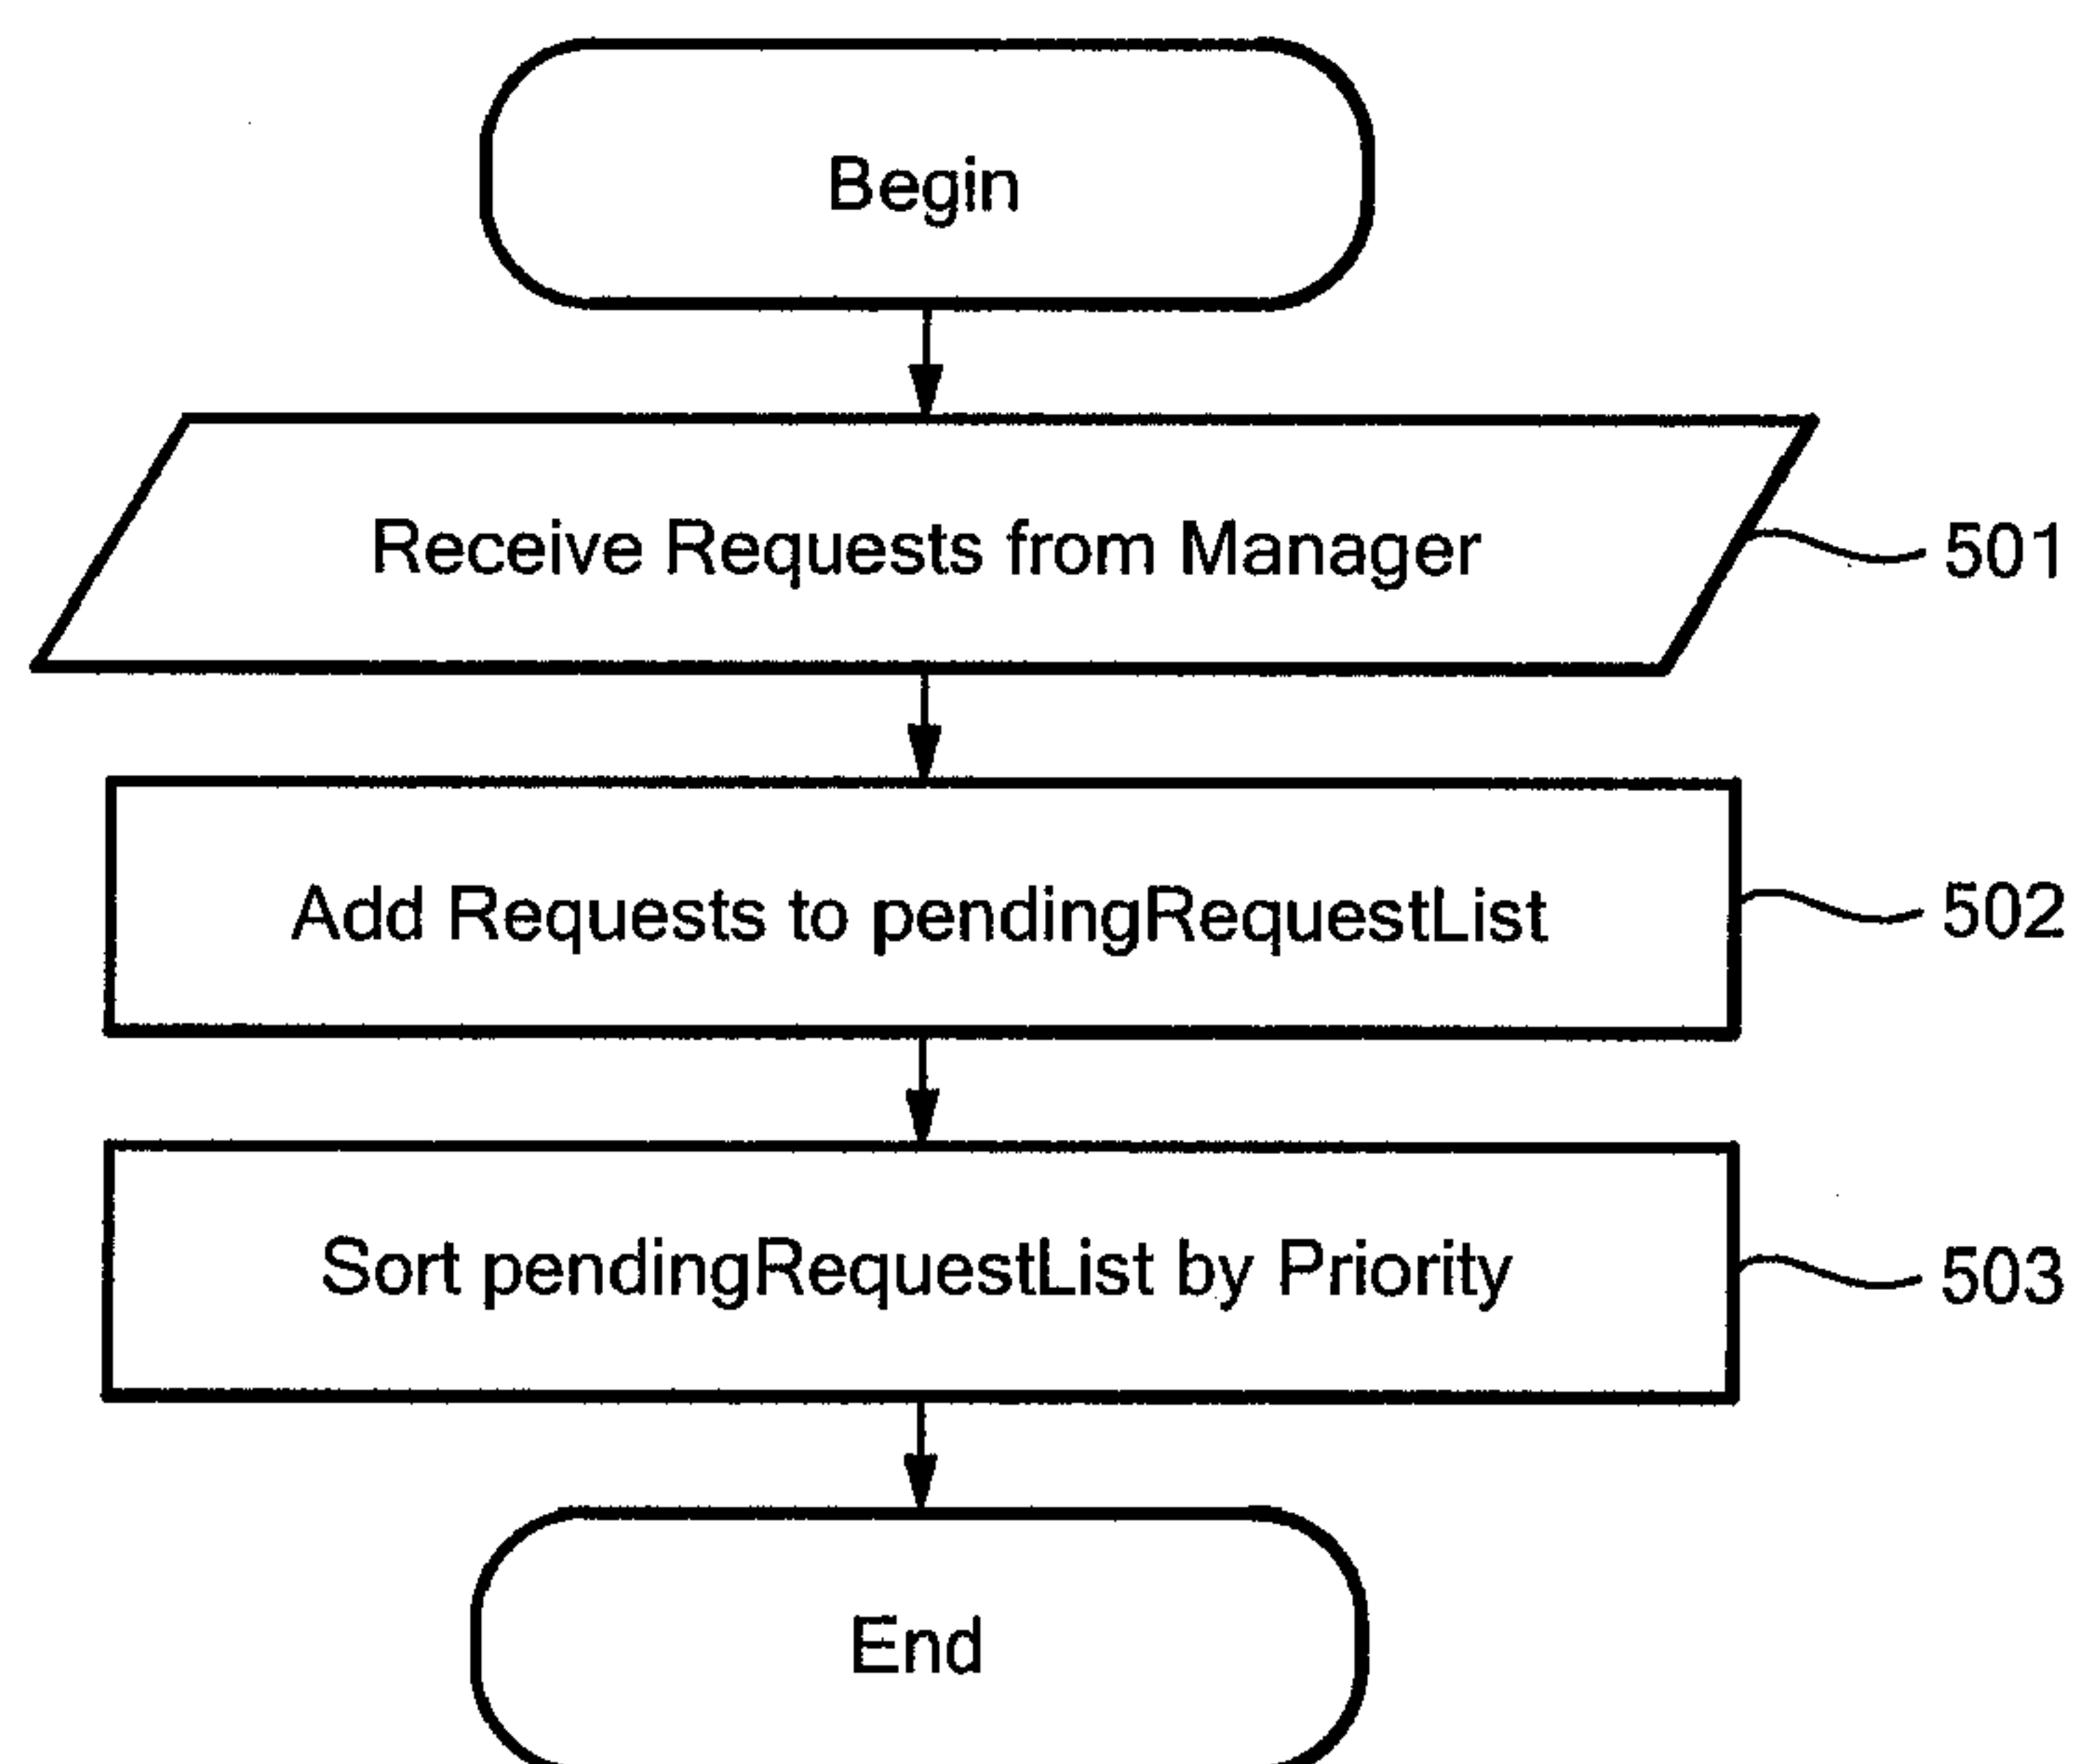 Begin
Receive Requests from Manager
501
Add Requests to pendingRequestList
502
Sort pendingRequestList by Priority
503
End